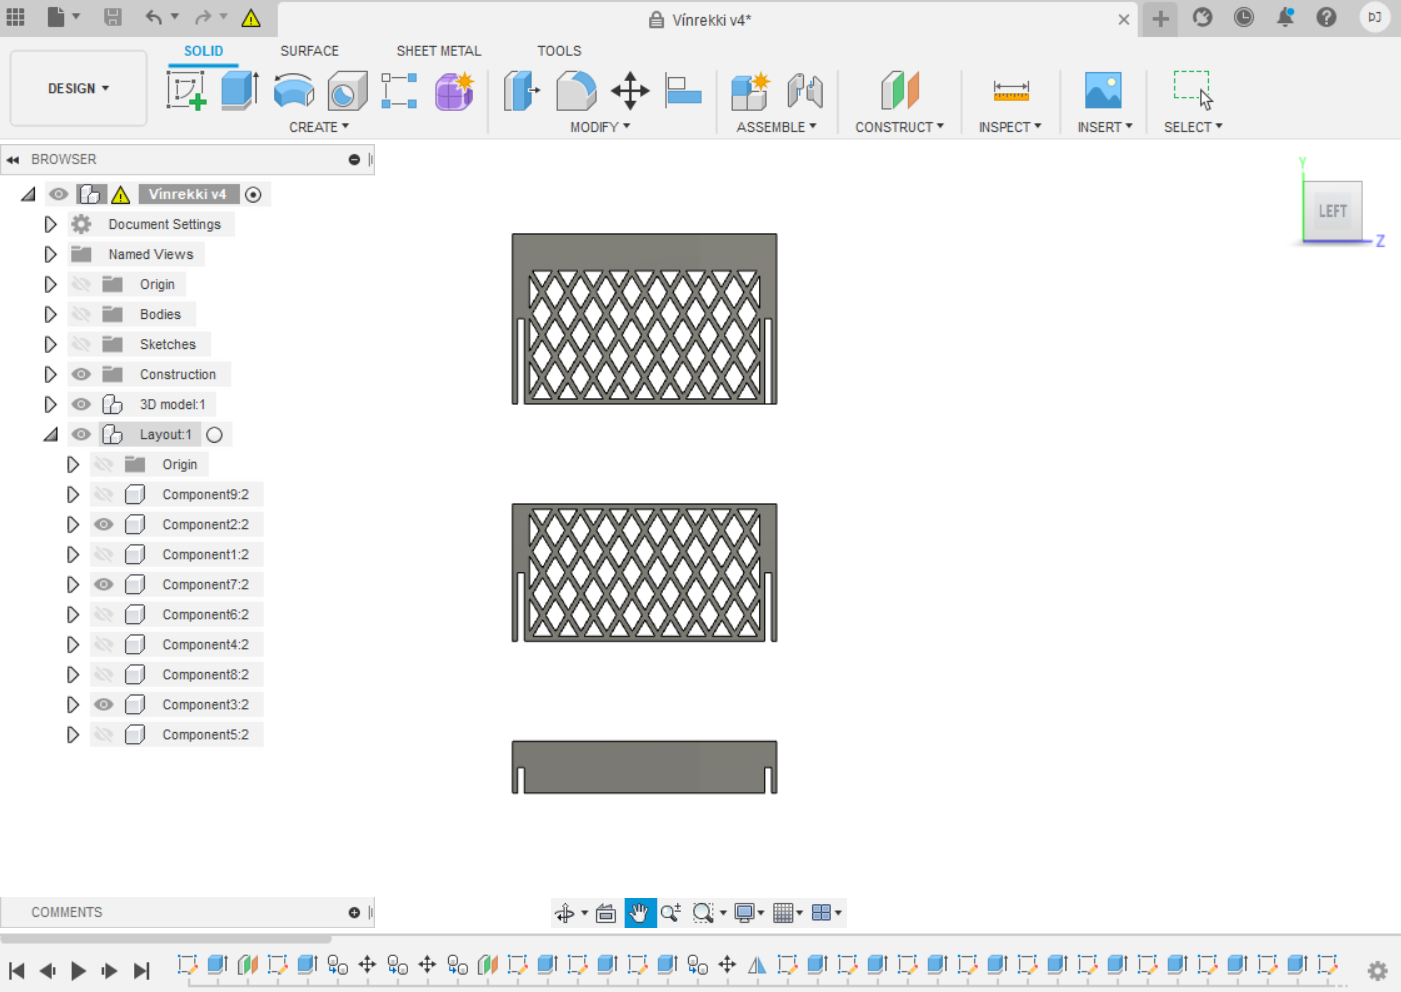 Vínrekki v4*
DJ
DESIGN
SOLID
SURFACE
SHEET METAL
TOOLS
CREATE
MODIFY
ASSEMBLE
CONSTRUCT
INSPECT
INSERT
SELECT
BROWSER
Vínrekki v4
Document Settings
Named Views
Origin
Bodies
Sketches
Construction
3D model:1
Layout:1
Origin
Component9:2
Component2:2
Component1:2
Component7:2
Component6:2
Component4:2
Component8:2
Component3:2
Component5:2
Y
LEFT
Z
COMMENTS